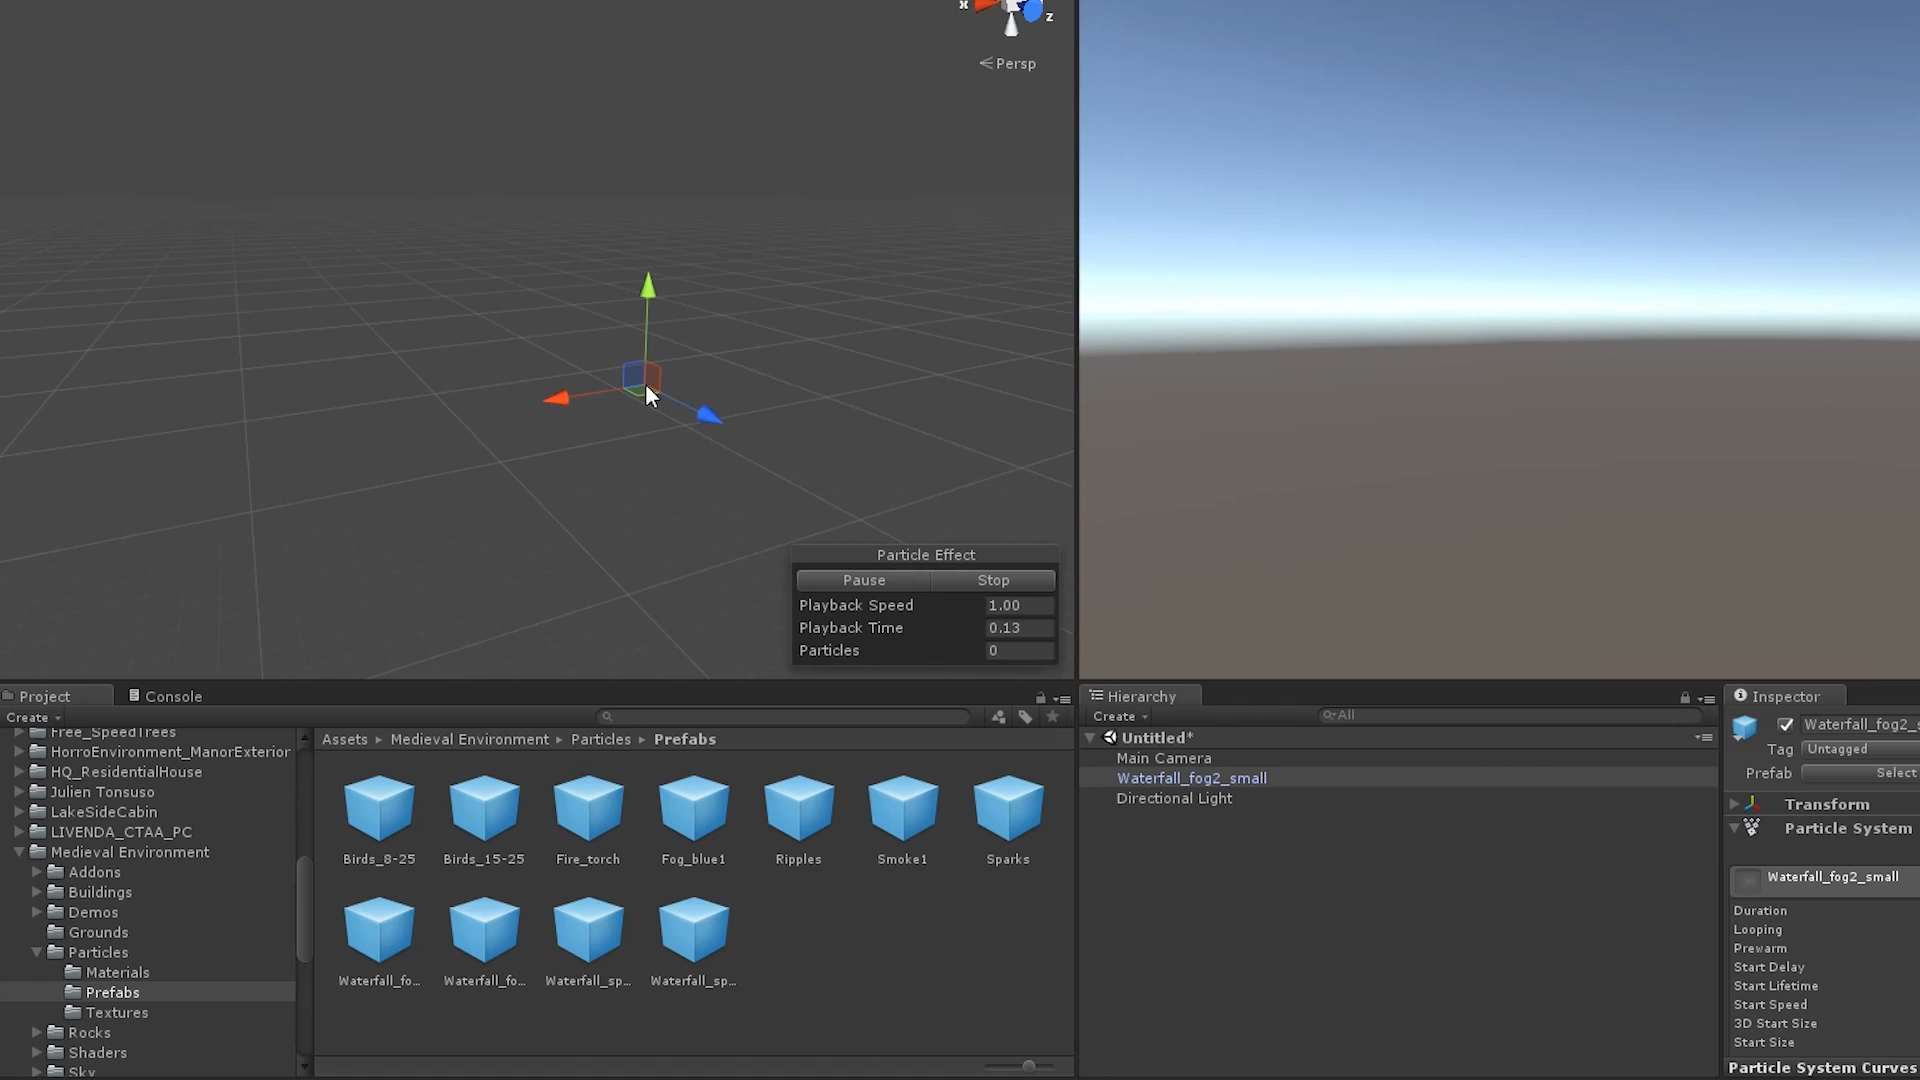 x
z
Persp
Particle Effect
Pause Stop
Playback Speed 1.00
Playback Time 0.13
Particles 0
Project Console
Create
Free_SpeedTrees
HorroEnvironment_ManorExterior
HQ_ResidentialHouse
Julien Tonsuso
LakeSideCabin
LIVENDA_CTAA_PC
Medieval Environment
Addons
Buildings
Demos
Grounds
Particles
Materials
Prefabs
Textures
Rocks
Shaders
Sky
Assets Medieval Environment Particles Prefabs
Birds_8-25 Birds_15-25 Fire_torch Fog_blue1 Ripples Smoke1 Sparks
Waterfall_fo... Waterfall_fo... Waterfall_sp... Waterfall_sp...
Hierarchy
Create All
Untitled*
Main Camera
Waterfall_fog2_small
Directional Light
Inspector
Waterfall_fog2_s
Tag Untagged
Prefab Select
Transform
Particle System
Waterfall_fog2_small
Duration
Looping
Prewarm
Start Delay
Start Lifetime
Start Speed
3D Start Size
Start Size
Particle System Curves